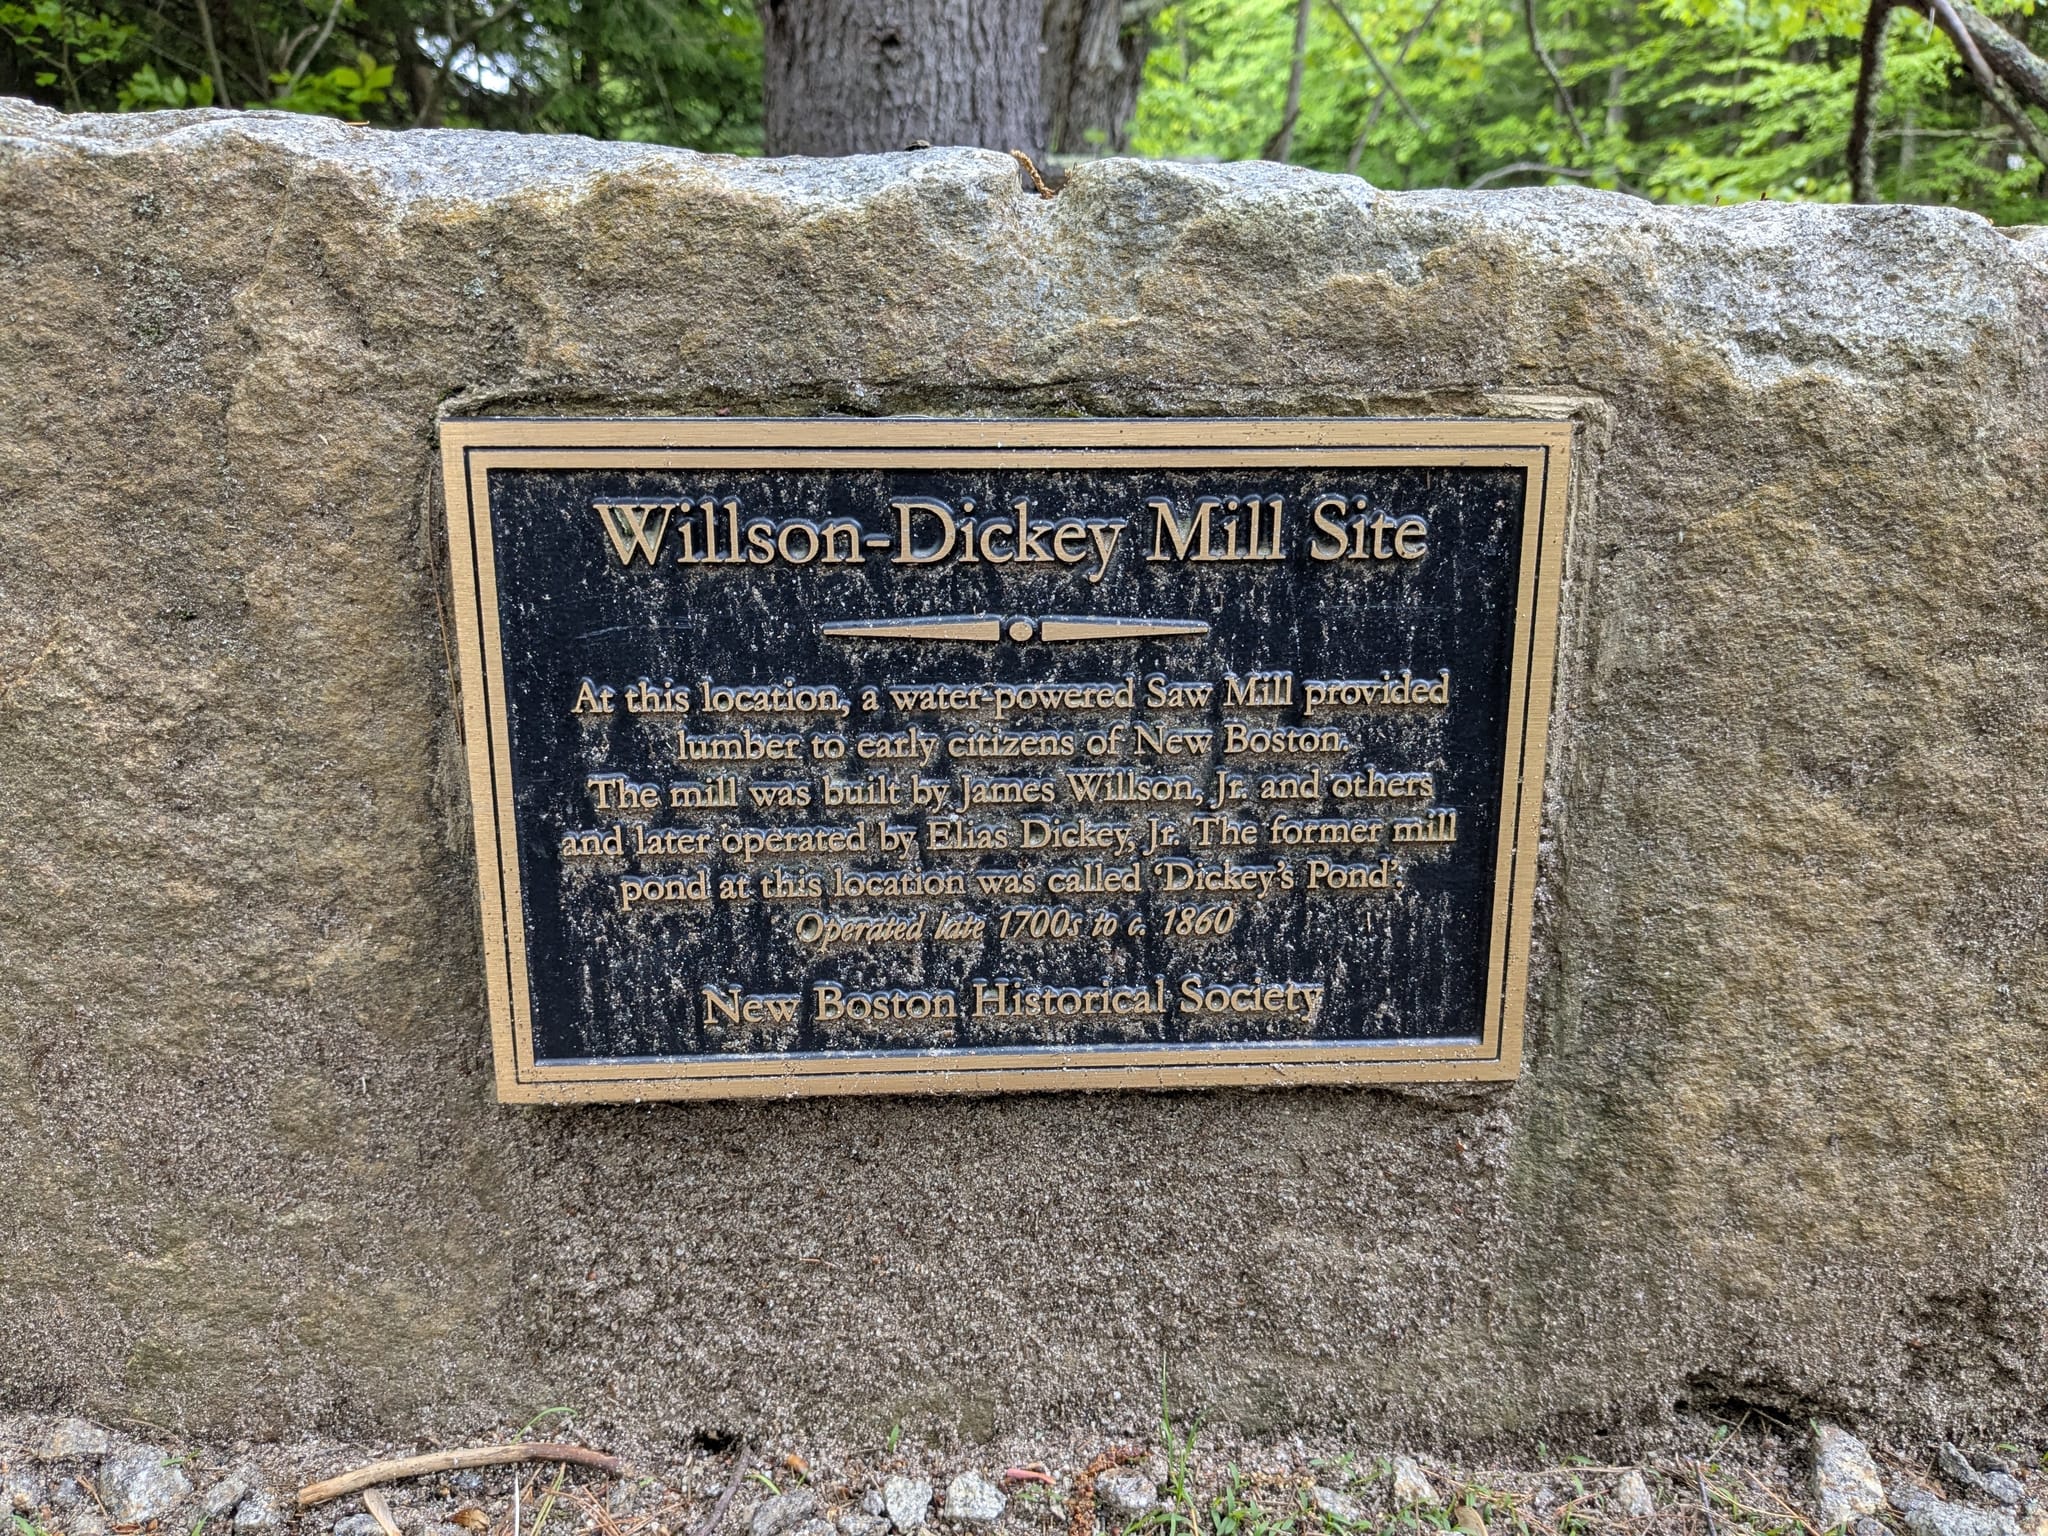 Willson-Dickey Mill Site
At this location, a water-powered Saw Mill provided
lumber to early citizens of New Boston.
The mill was built by James Willson, Jr. and others
and later operated by Elias Dickey, Jr. The former mill
pond at this location was called ‘Dickey’s Pond’.
Operated late 1700s to c. 1860
New Boston Historical Society